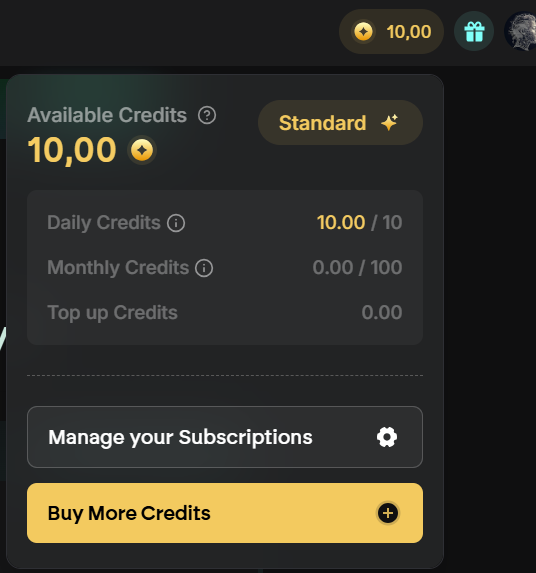 10,00
Available Credits
10,00
Standard
Daily Credits 10.00 / 10
Monthly Credits 0.00 / 100
Top up Credits 0.00
Manage your Subscriptions
Buy More Credits